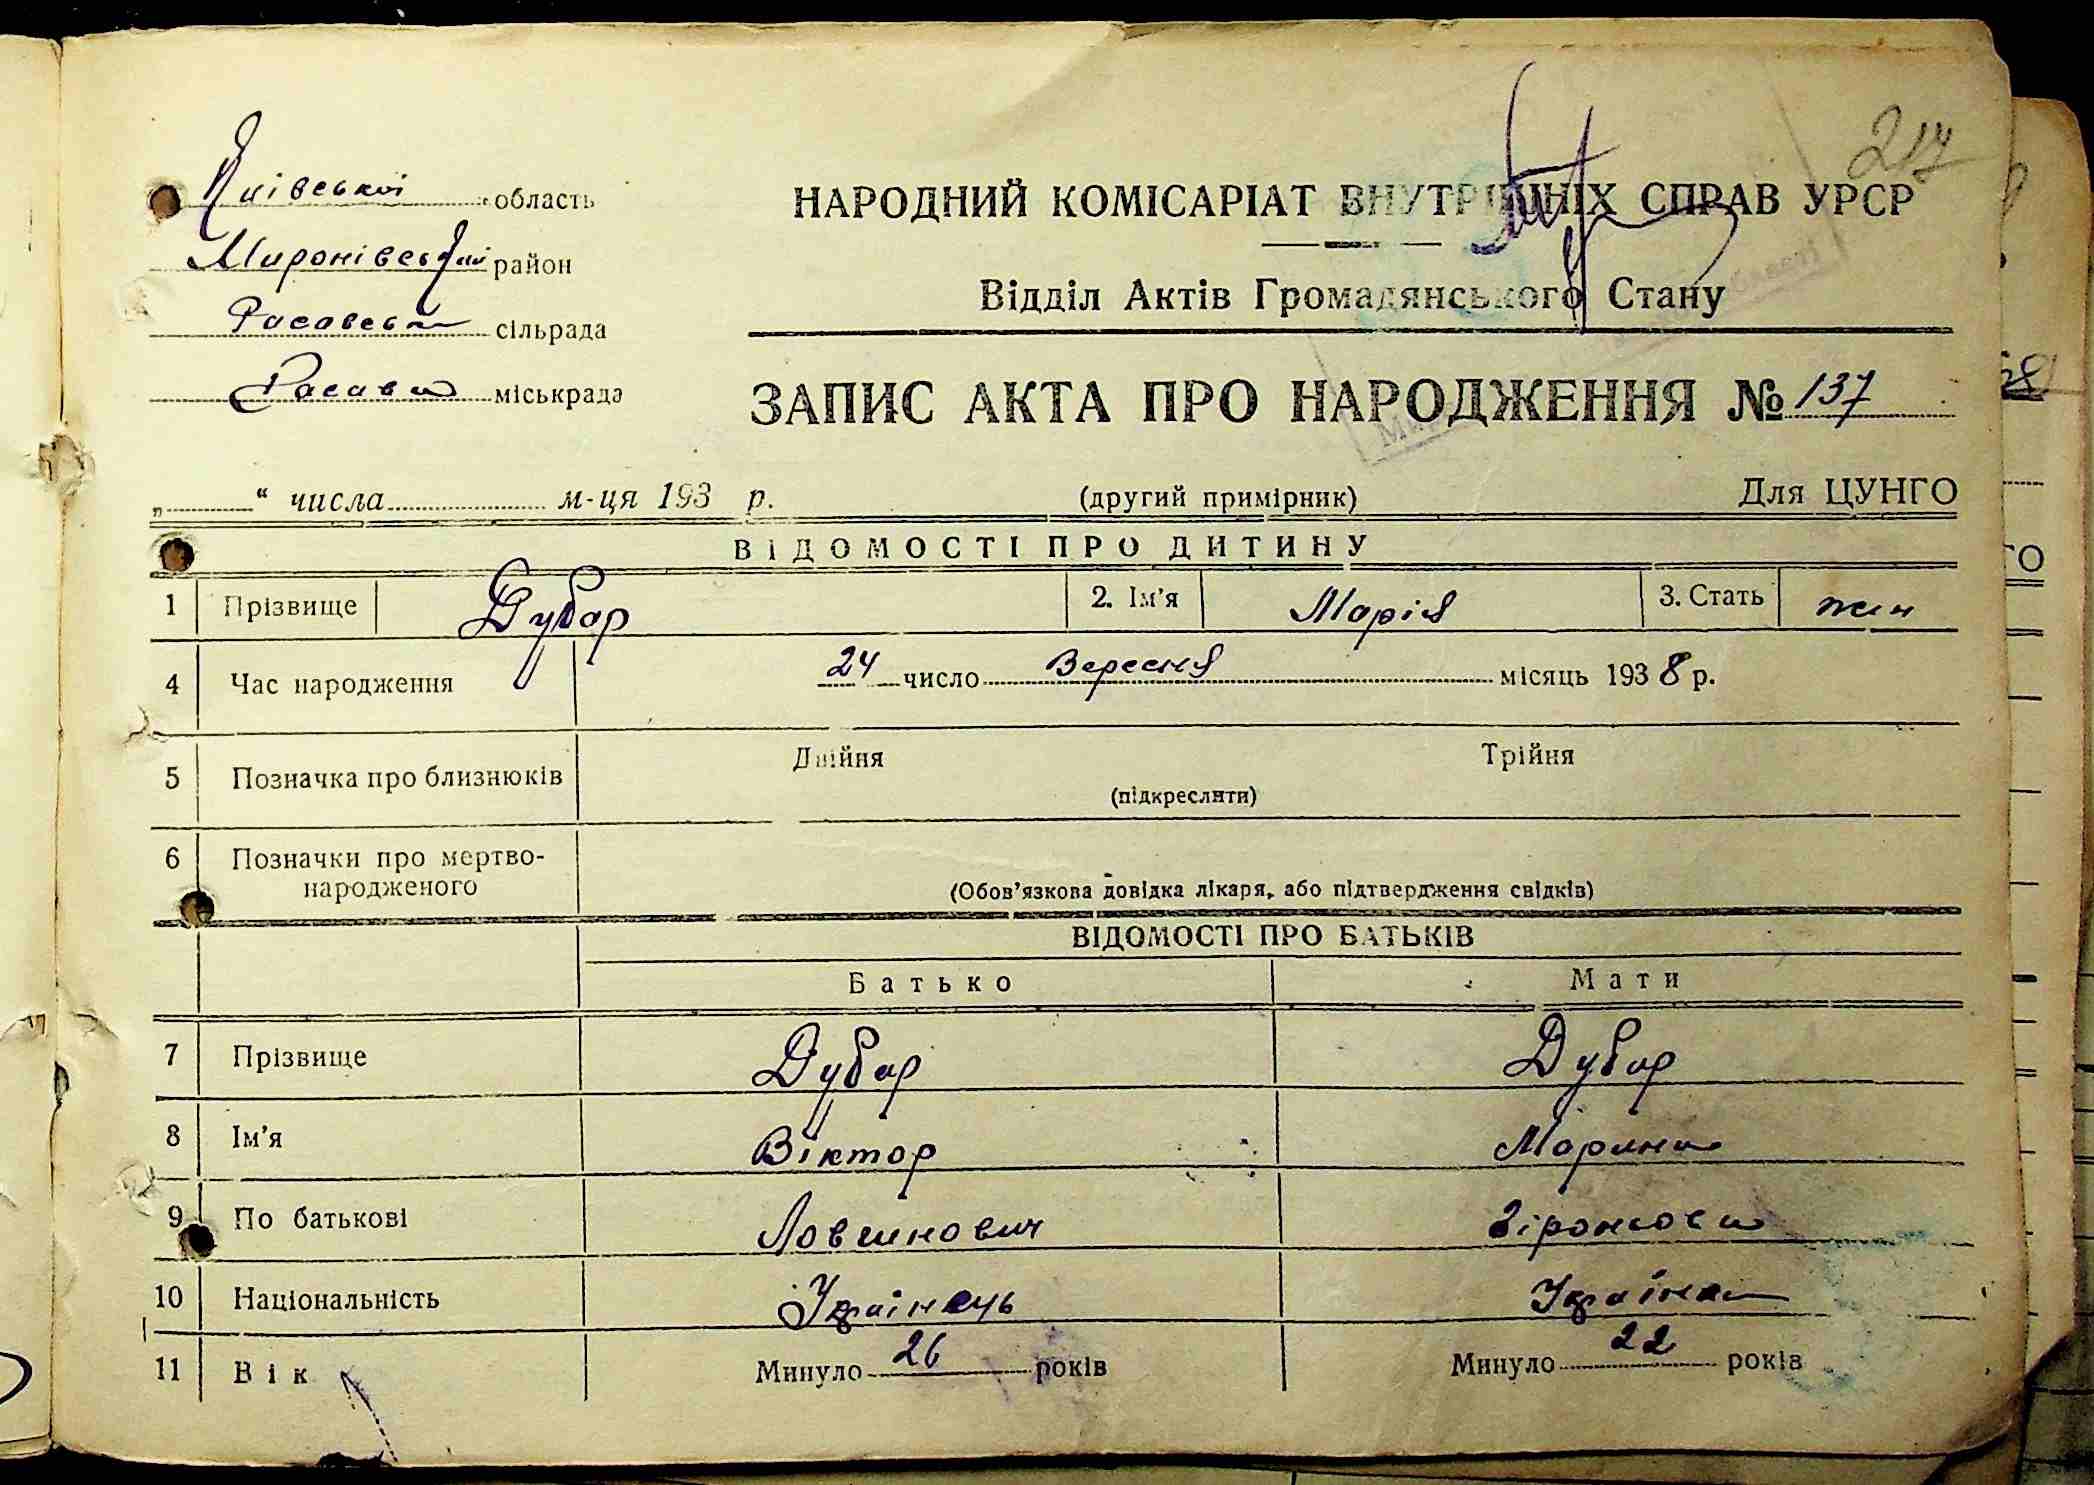 Київської область
Миронівський район
Росавська сільрада
Росава міськрада
217
НАРОДНИЙ КОМІСАРІАТ ВНУТРІШНІХ СПРАВ УРСР
Відділ Актів Громадянського Стану
ЗАПИС АКТА ПРО НАРОДЖЕННЯ № 137
„ “ числа м-ця 193 р. (другий примірник) Для ЦУНГО
ВІДОМОСТІ ПРО ДИТИНУ
1 Прізвище Дубар 2. Ім'я Марія 3. Стать жин
4 Час народження 24 число Вересня місяць 1938 р.
5 Позначка про близнюків Двійня Трійня
(підкреслити)
6 Позначки про мертво-
народженого (Обов'язкова довідка лікаря, або підтвердження свідків)
ВІДОМОСТІ ПРО БАТЬКІВ
Батько Мати
7 Прізвище Дубар Дубар
8 Ім'я Віктор Марина
9 По батькові
10 Національність Українець Українка
11 Вік Минуло 26 років Минуло 22 років